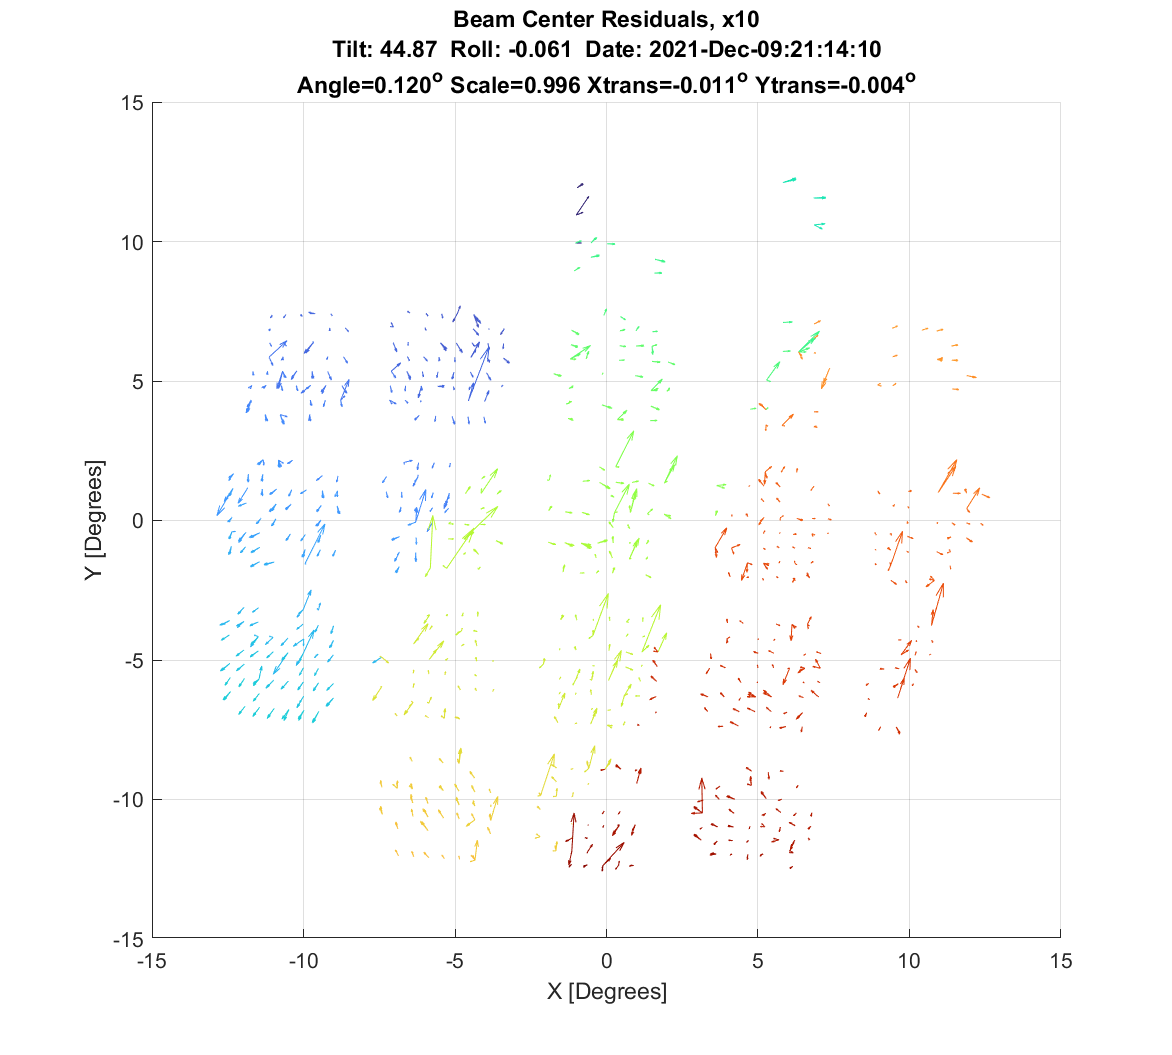 Beam Center Residuals, x10
Tilt: 44.87 Roll: -0.061 Date: 2021-Dec-09:21:14:10
Angle=0.120° Scale=0.996 Xtrans=-0.011° Ytrans=-0.004°
15
10
5
0
-5
-10
-15
Y [Degrees]
-15 -10 -5 0 5 10 15
X [Degrees]